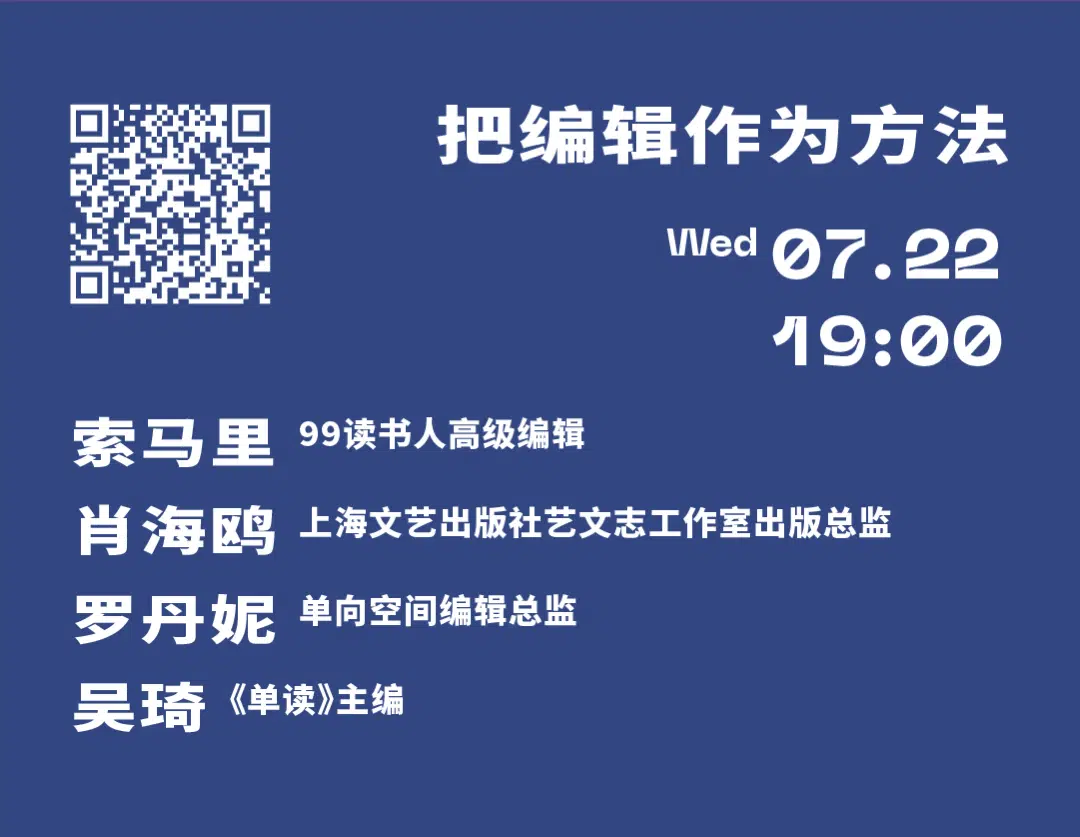 把编辑作为方法
Wed 07.22
19:00
索马里 99读书人高级编辑
肖海鸥 上海文艺出版社艺文志工作室出版总监
罗丹妮 单向空间编辑总监
吴琦 《单读》主编